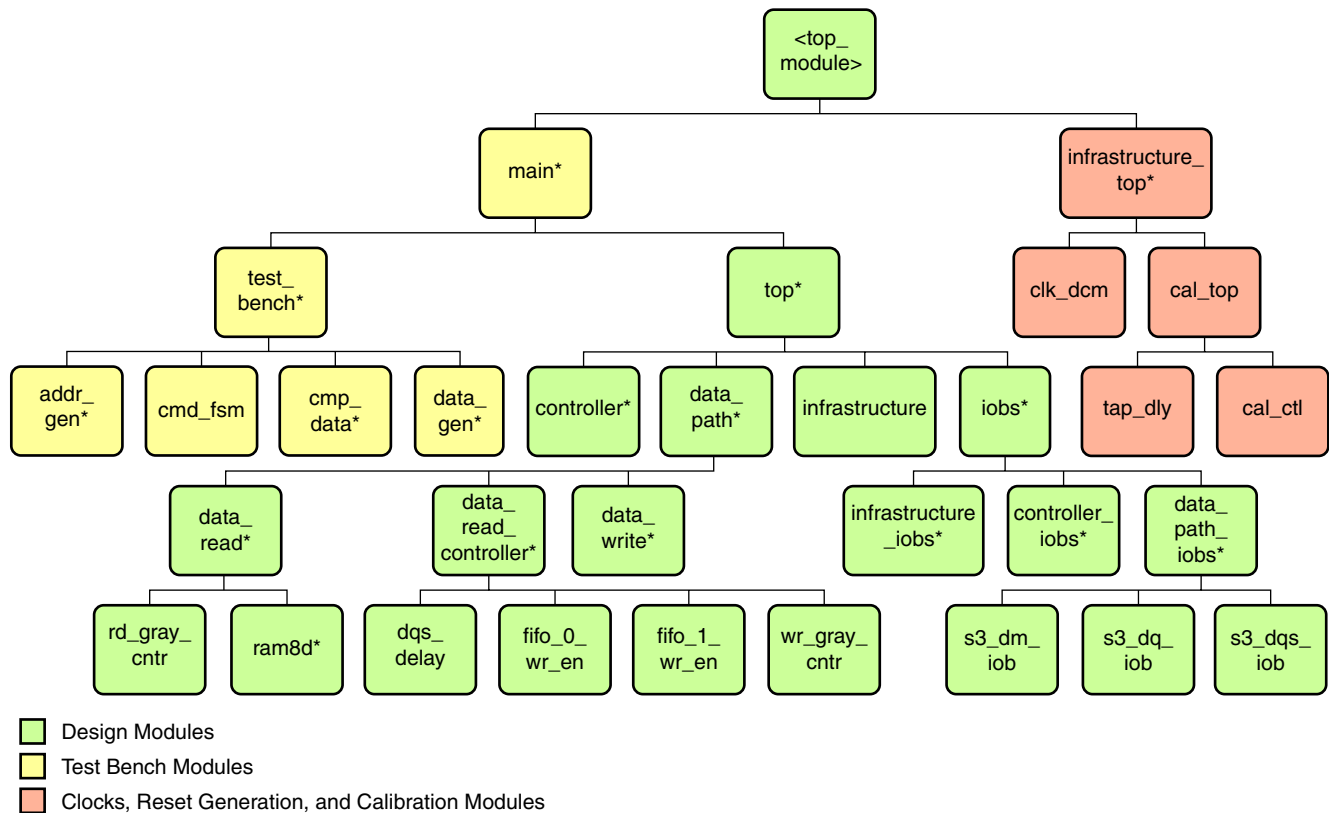 <top_
module>
main*
infrastructure_
top*
test_
bench*
top*
clk_dcm
cal_top
addr_
gen*
cmd_fsm
cmp_
data*
data_
gen*
controller*
data_
path*
infrastructure
iobs*
tap_dly
cal_ctl
data_
read*
data_
read_
controller*
data_
write*
infrastructure
_iobs*
controller_
iobs*
data_
path_
iobs*
rd_gray_
cntr
ram8d*
dqs_
delay
fifo_0_
wr_en
fifo_1_
wr_en
wr_gray_
cntr
s3_dm_
iob
s3_dq_
iob
s3_dqs_
iob
Design Modules
Test Bench Modules
Clocks, Reset Generation, and Calibration Modules